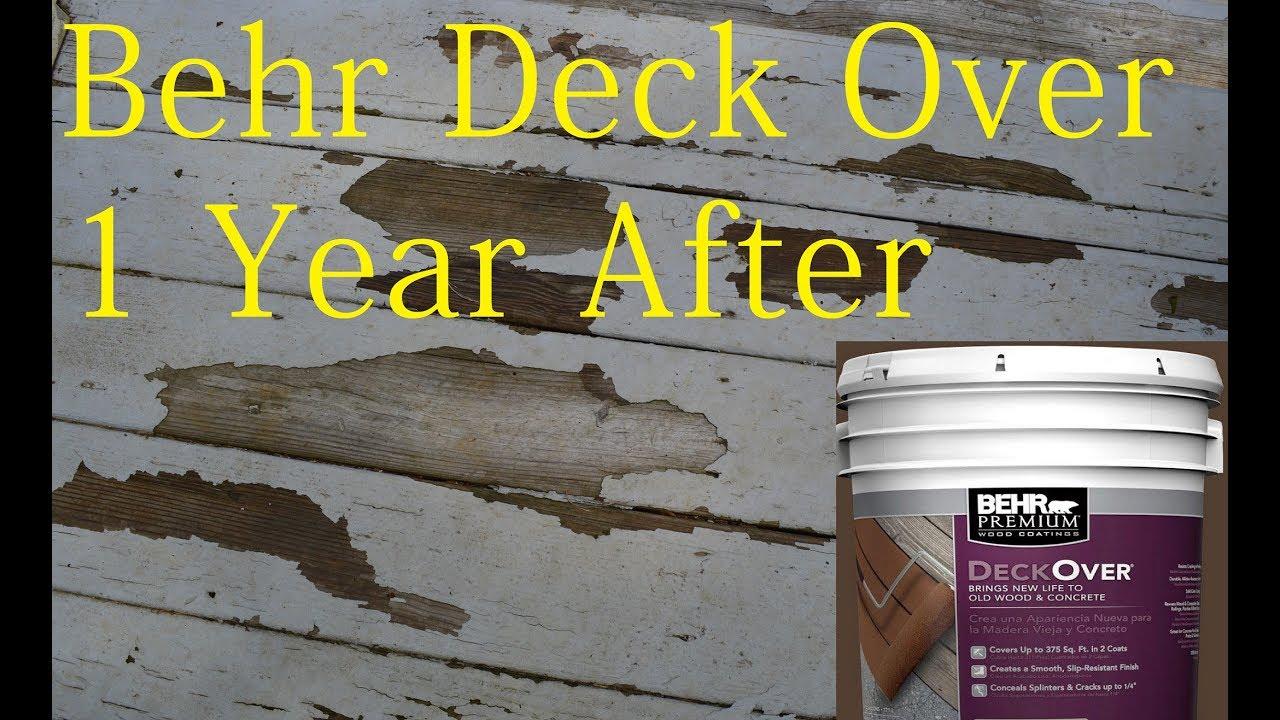 Behr Deck Over
1 Year After
BEHR
PREMIUM
WOOD COATINGS
DECKOVER®
BRINGS NEW LIFE TO
OLD WOOD & CONCRETE
Crea una Apariencia Nueva para
la Madera Vieja y Concreto
Covers Up to 375 Sq. Ft. in 2 Coats
Creates a Smooth, Slip-Resistant Finish
Conceals Splinters & Cracks up to 1/4"